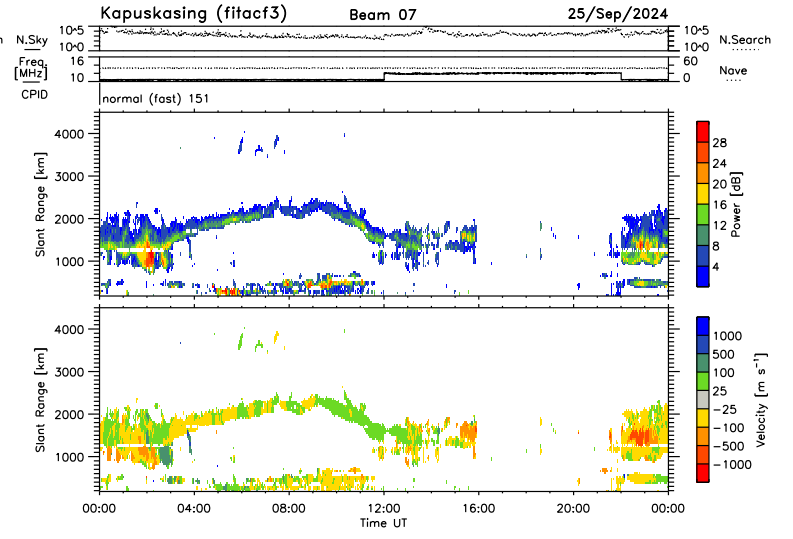 Kapuskasing (fitacf3) Beam 07 25/Sep/2024
N.Sky 10^5 10^0 10^5 10^0 N.Search
Freq. [MHz] 16 10 60 0 Nave
CPID normal (fast) 151
Slant Range [km]
4000
3000
2000
1000
28
24
20
16
12
8
4
Power [dB]
Slant Range [km]
4000
3000
2000
1000
1000
500
100
25
-25
-100
-500
-1000
Velocity [m s⁻¹]
00:00 04:00 08:00 12:00 16:00 20:00 00:00
Time UT